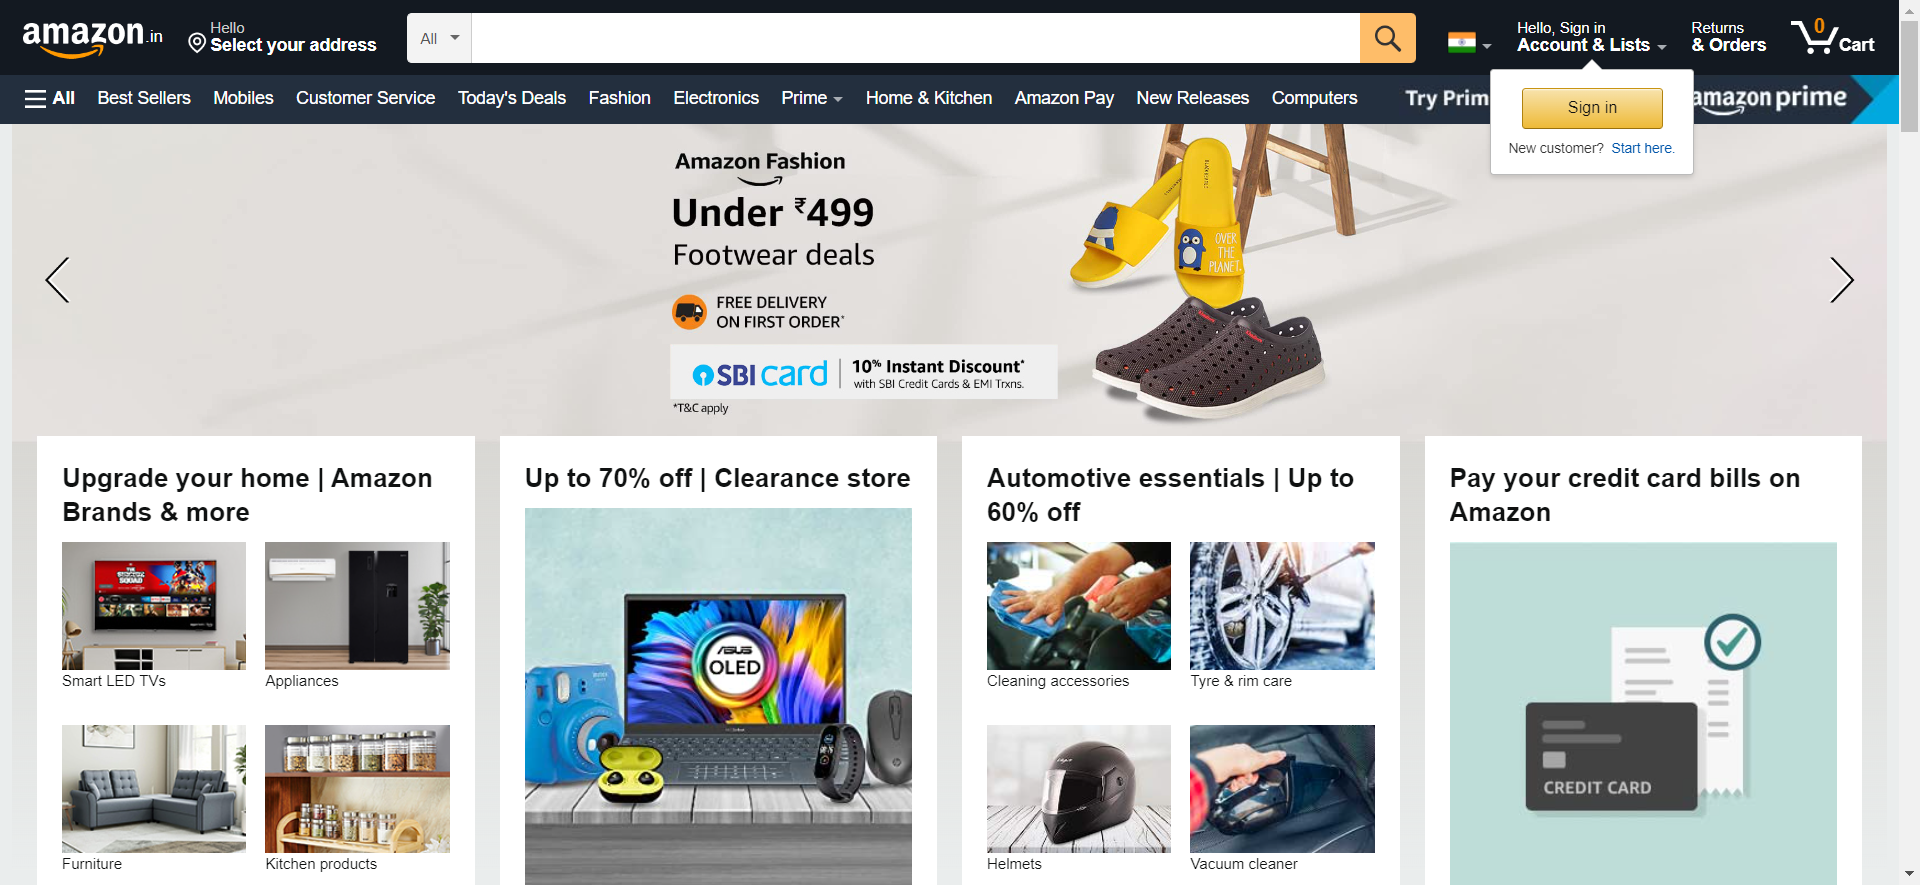 amazon.in
Hello
Select your address
All
Hello, Sign in
Account & Lists
Returns
& Orders
0
Cart
All
Best Sellers
Mobiles
Customer Service
Today's Deals
Fashion
Electronics
Prime
Home & Kitchen
Amazon Pay
New Releases
Computers
Try Prim
amazon prime
Sign in
New customer? Start here.
Amazon Fashion
Under ₹499
Footwear deals
FREE DELIVERY
ON FIRST ORDER*
SBI card
10% Instant Discount*
with SBI Credit Cards & EMI Trxns.
*T&C apply
OVER
THE
PLANET.
Upgrade your home | Amazon
Brands & more
Smart LED TVs
Appliances
Furniture
Kitchen products
Up to 70% off | Clearance store
ASUS
OLED
Automotive essentials | Up to
60% off
Cleaning accessories
Tyre & rim care
Helmets
Vacuum cleaner
Pay your credit card bills on
Amazon
CREDIT CARD